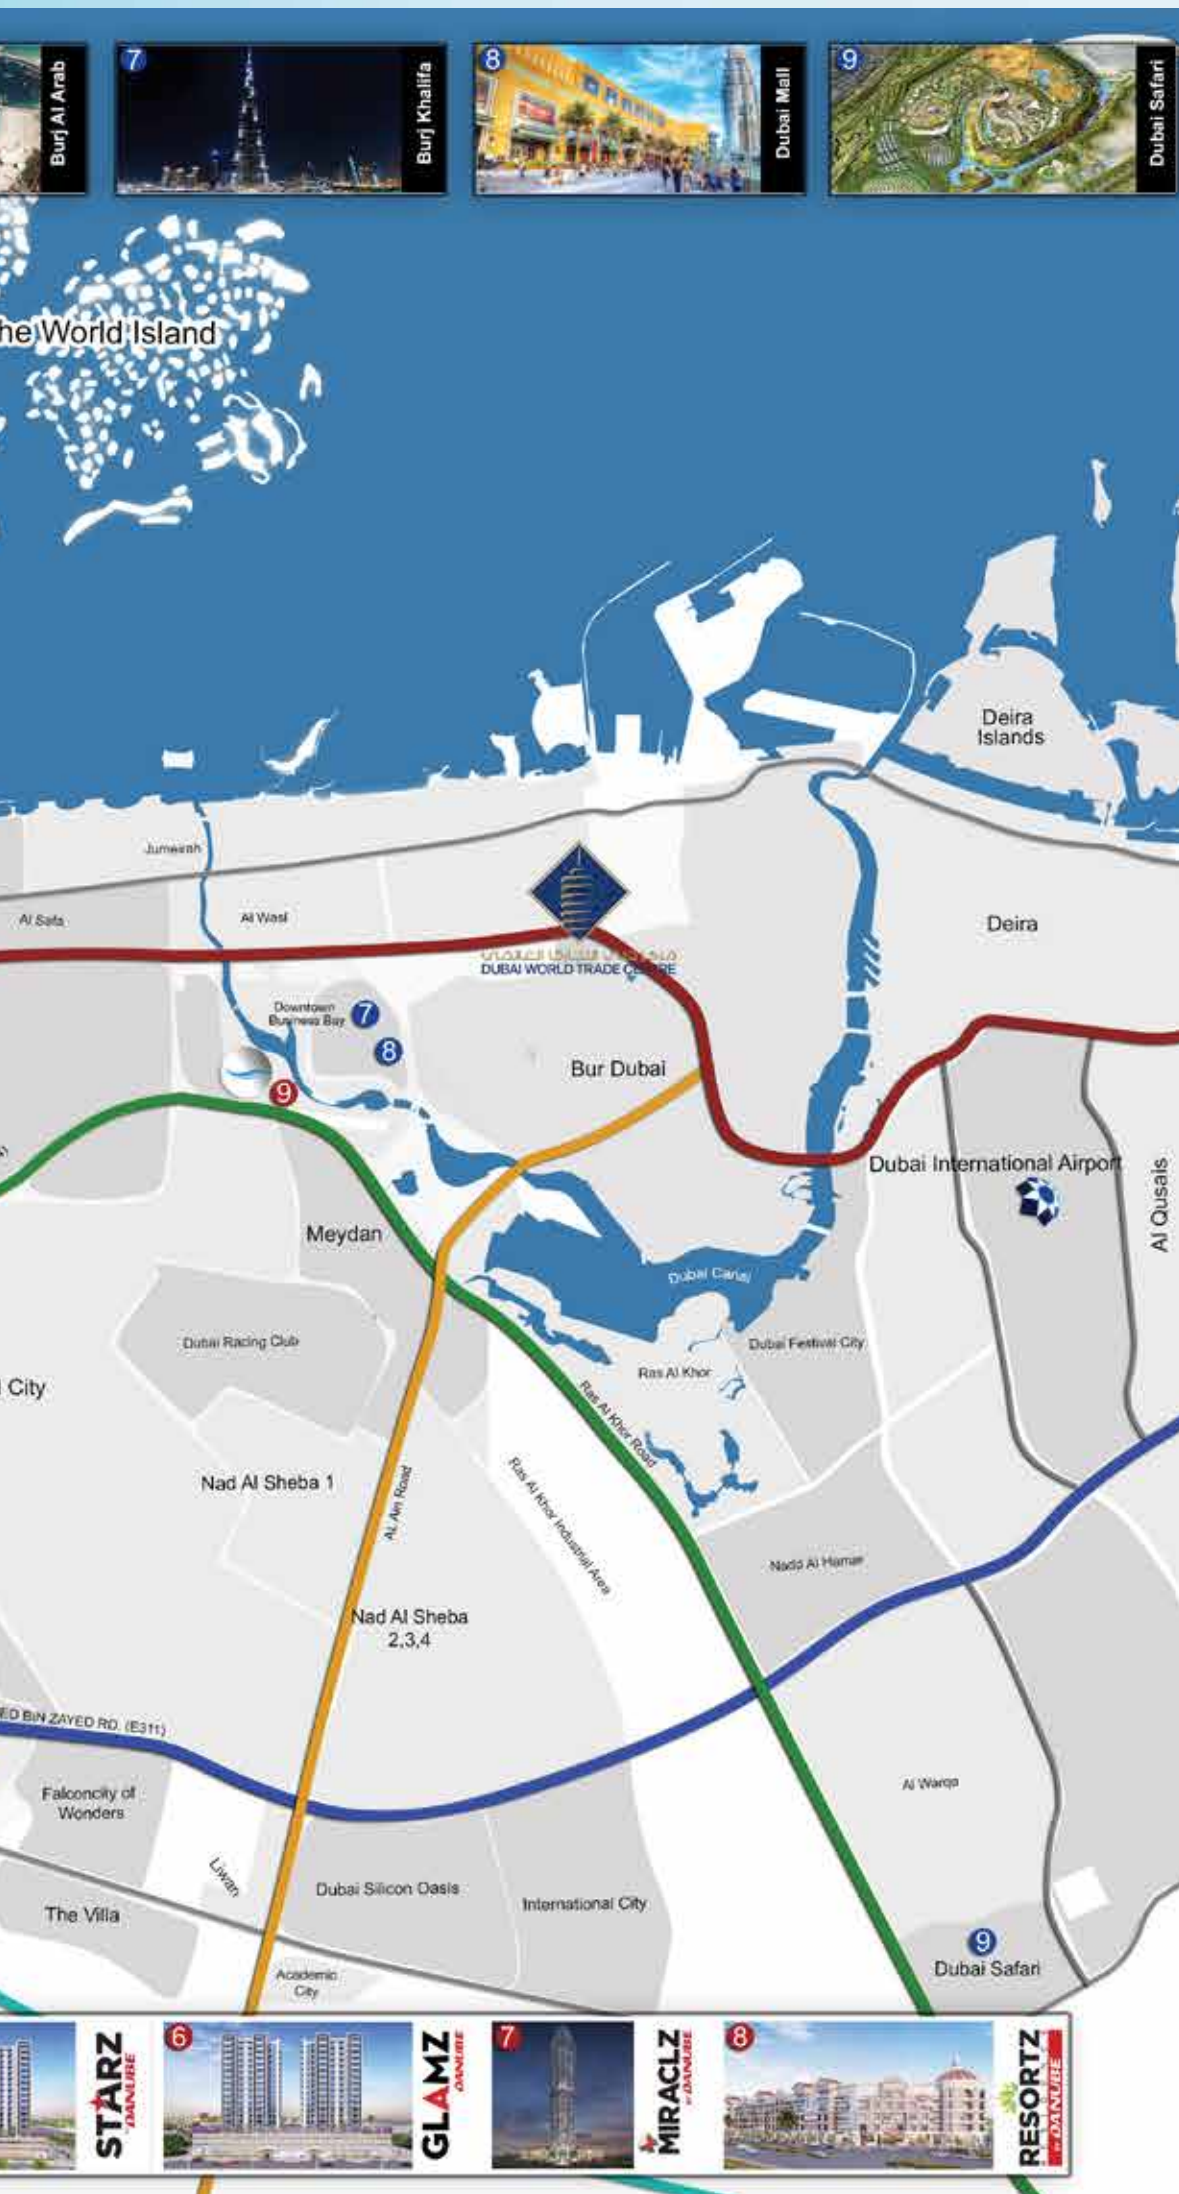 Burj Al Arab
7
Burj Khalifa
8
Dubai Mall
9
Dubai Safari
he World Island
Deira
Islands
Jumeirah
Al Safa
Al Wasl
Deira
DUBAI WORLD TRADE CENTRE
Downtown
Business Bay
7
8
9
Bur Dubai
Dubai International Airport
Al Qusais
Meydan
Dubai Canal
Dubai Racing Club
Dubai Festival City
City
Ras Al Khor
Ras Al Khor Road
Nad Al Sheba 1
AL Ain Road
Ras Al Khor Industrial Area
Nadd Al Hamar
Nad Al Sheba
2,3,4
ED BIN ZAYED RD. (E311)
Al Warqa
Falconcity of
Wonders
Liwan
Dubai Silicon Oasis
International City
The Villa
9
Dubai Safari
Academic
City
STARZ
BY DANUBE
6
GLAMZ
DANUBE
7
MIRACLZ
BY DANUBE
8
RESORTZ
BY DANUBE